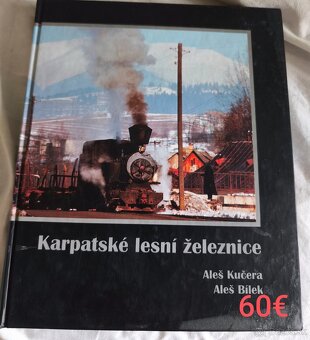 Karpatské lesní železnice
Aleš Kučera
Aleš Bílek
60€